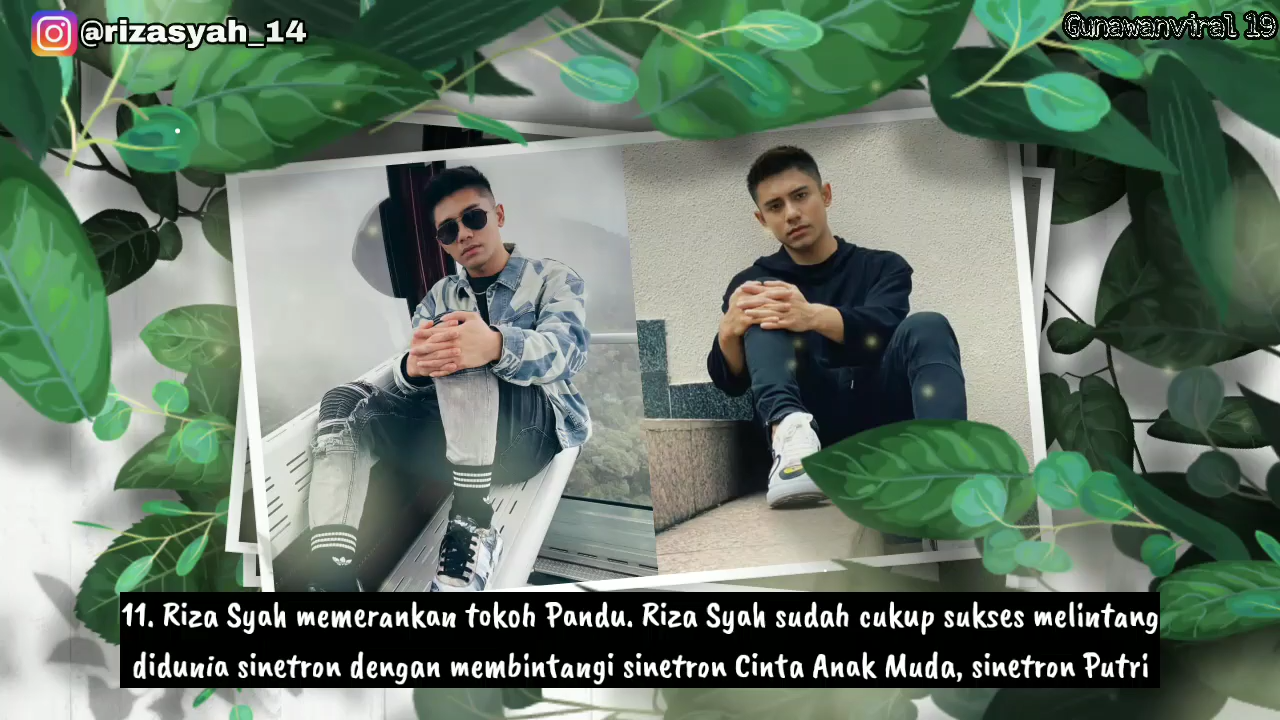 @rizasyah_14
Gunawanviral 19
11. Riza Syah memerankan tokoh Pandu. Riza Syah sudah cukup sukses melintang
didunia sinetron dengan membintangi sinetron Cinta Anak Muda, sinetron Putri